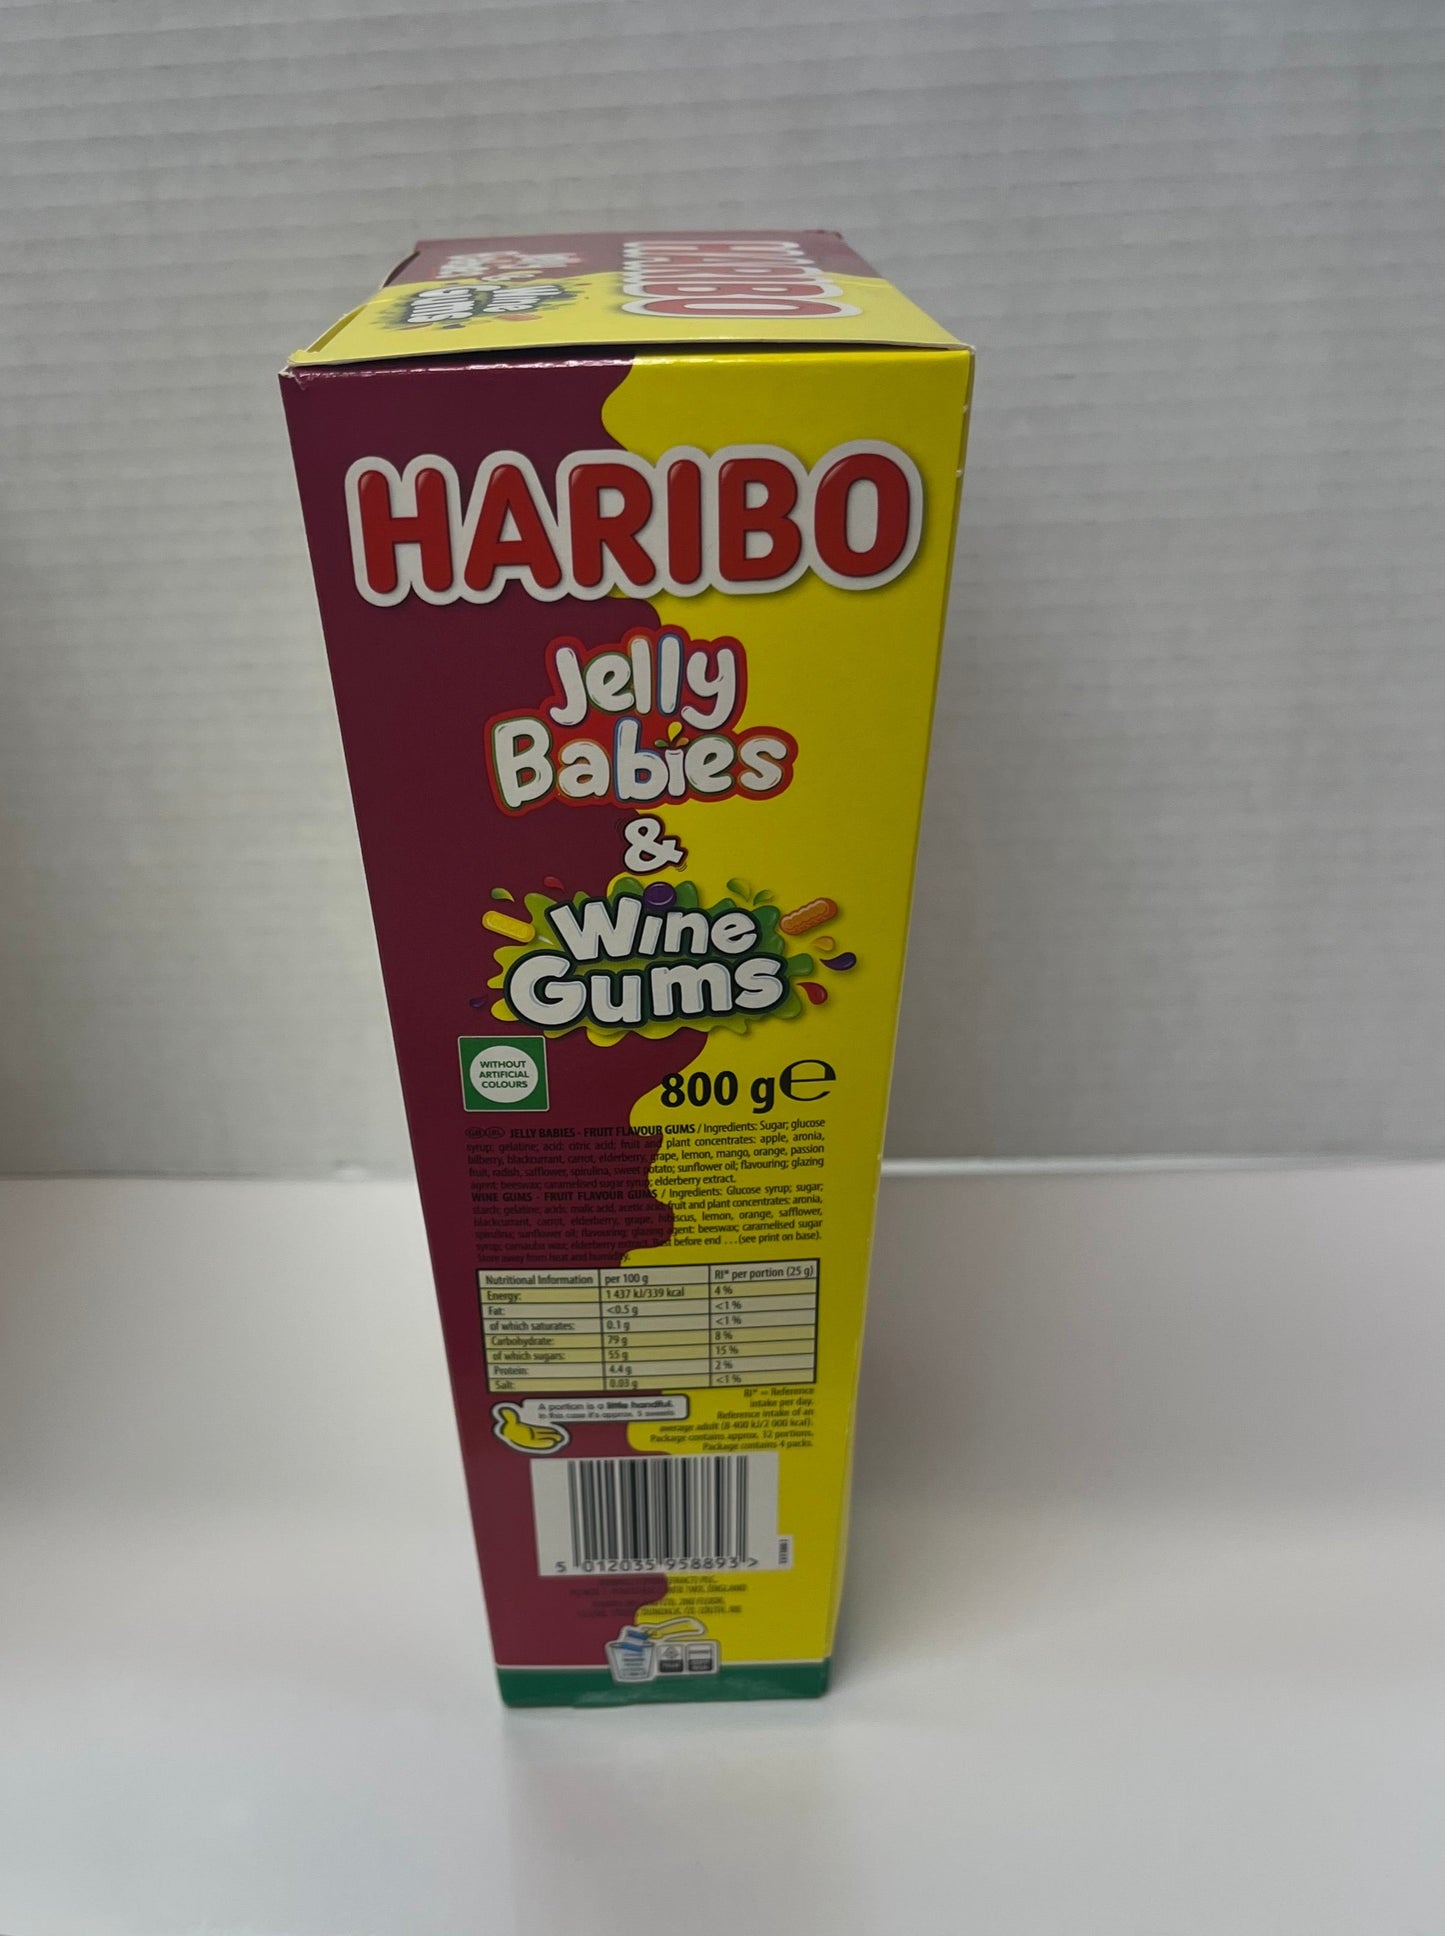 HARIBO
Jelly
Babies
&
Wine
Gums
HARIBO
Jelly
Babies
&
Wine
Gums
WITHOUT
ARTIFICIAL
COLOURS
800 g e
GB IRL JELLY BABIES - FRUIT FLAVOUR GUMS / Ingredients: Sugar; glucose
syrup; gelatine; acid: citric acid; fruit and plant concentrates: apple, aronia,
bilberry, blackcurrant, carrot, elderberry, grape, lemon, mango, orange, passion
fruit, radish, safflower, spirulina, sweet potato; sunflower oil; flavouring; glazing
agent: beeswax; caramelised sugar syrup; elderberry extract.
WINE GUMS - FRUIT FLAVOUR GUMS / Ingredients: Glucose syrup; sugar;
starch; gelatine; acids: malic acid, acetic acid; fruit and plant concentrates: aronia,
blackcurrant, carrot, elderberry, grape, hibiscus, lemon, orange, safflower,
spirulina; sunflower oil; flavouring; glazing agent: beeswax; caramelised sugar
syrup; carnauba wax; elderberry extract. Best before end ...(see print on base).
Store away from heat and humidity.
Nutritional Information per 100 g RI* per portion (25 g)
Energy: 1 437 kJ/339 kcal 4 %
Fat: <0.5 g <1 %
of which saturates: 0.1 g <1 %
Carbohydrate: 79 g 8 %
of which sugars: 55 g 15 %
Protein: 4.4 g 2 %
Salt: 0.03 g <1 %
RI* = Reference
intake per day.
Reference intake of an
average adult (8 400 kJ/2 000 kcal).
Package contains approx. 32 portions.
Package contains 4 packs.
A portion is a little handful.
In this case it's approx. 5 sweets
5 012035 958893 >